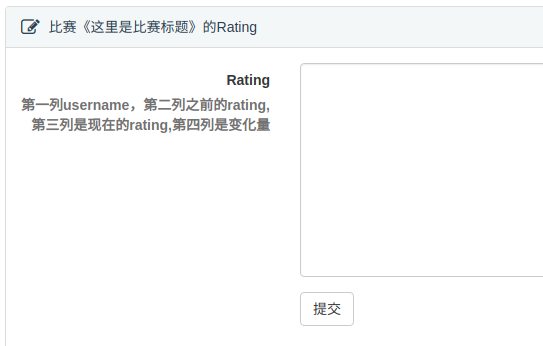 比赛《这里是比赛标题》的Rating
Rating
第一列username，第二列之前的rating,
第三列是现在的rating,第四列是变化量
提交